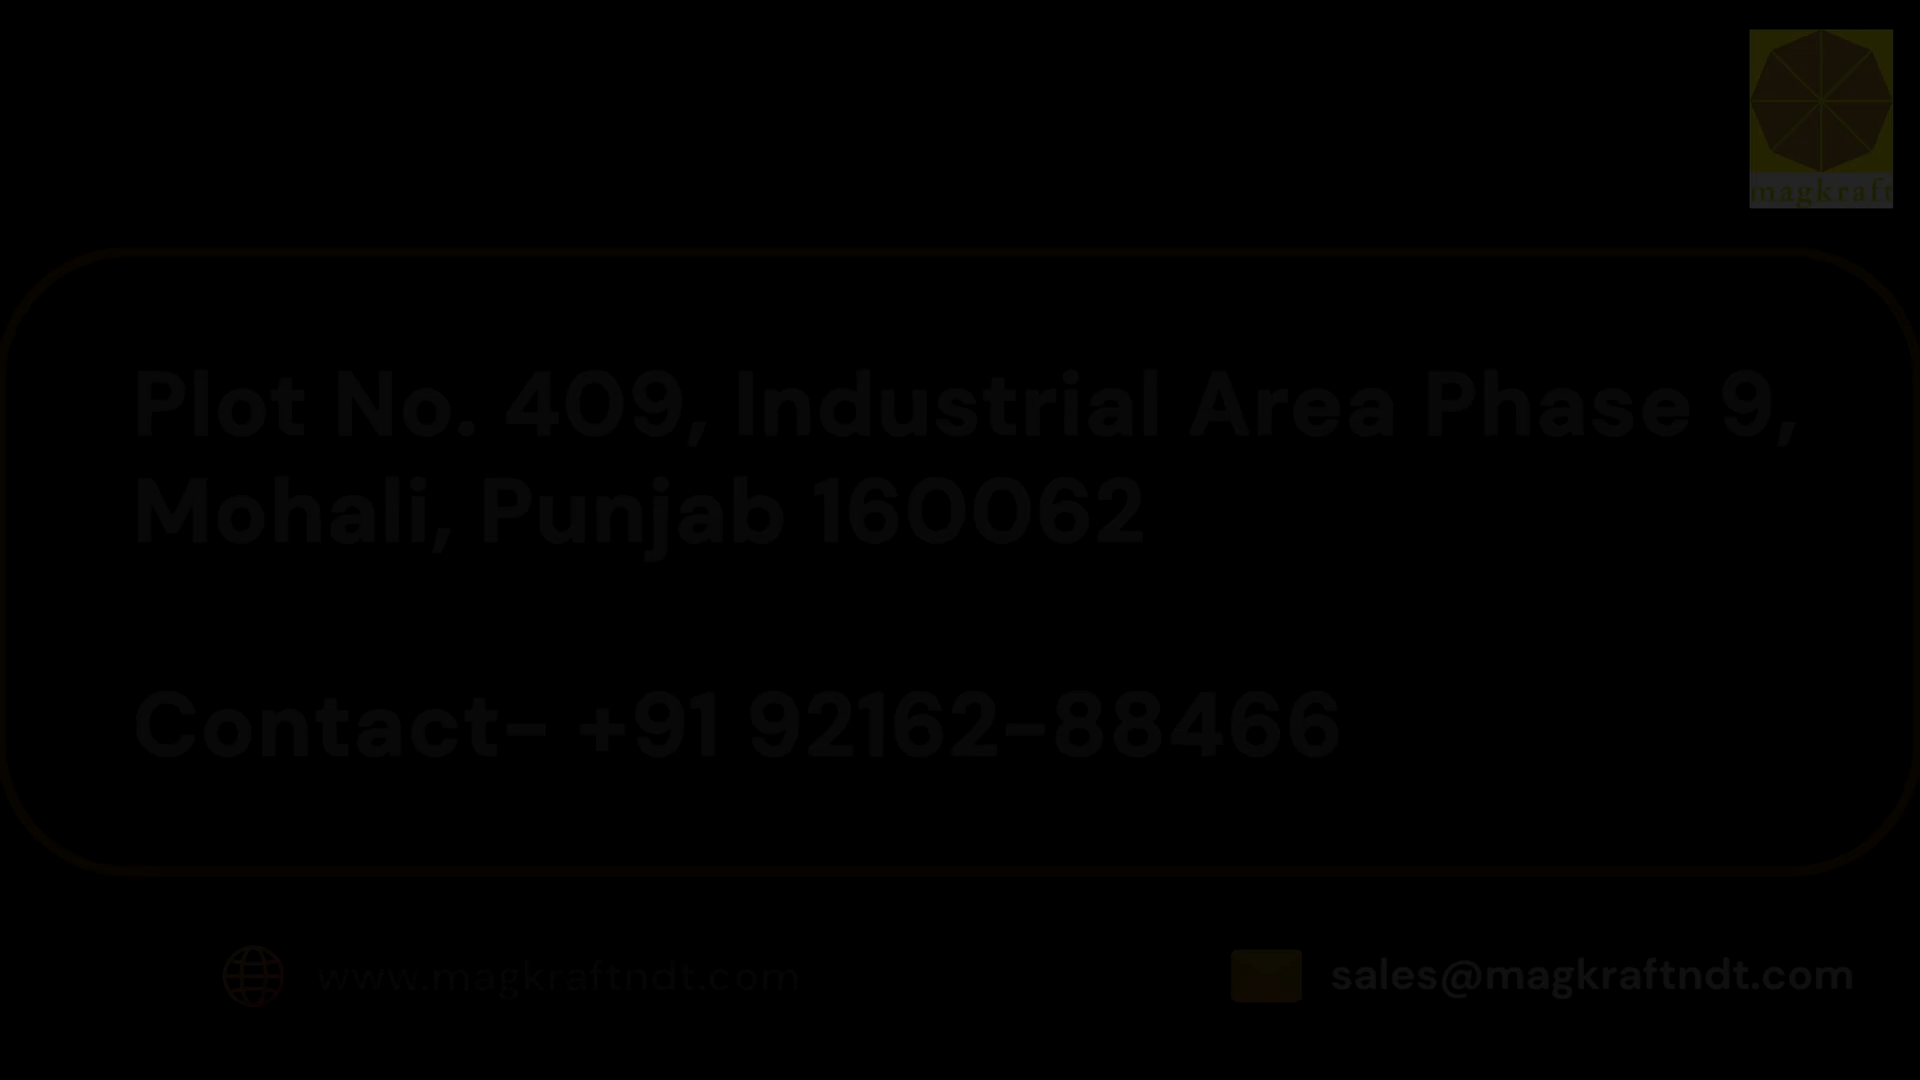 magkraft
Plot No. 409, Industrial Area Phase 9,
Mohali, Punjab 160062
Contact- +91 92162-88466
www.magkraftndt.com
sales@magkraftndt.com